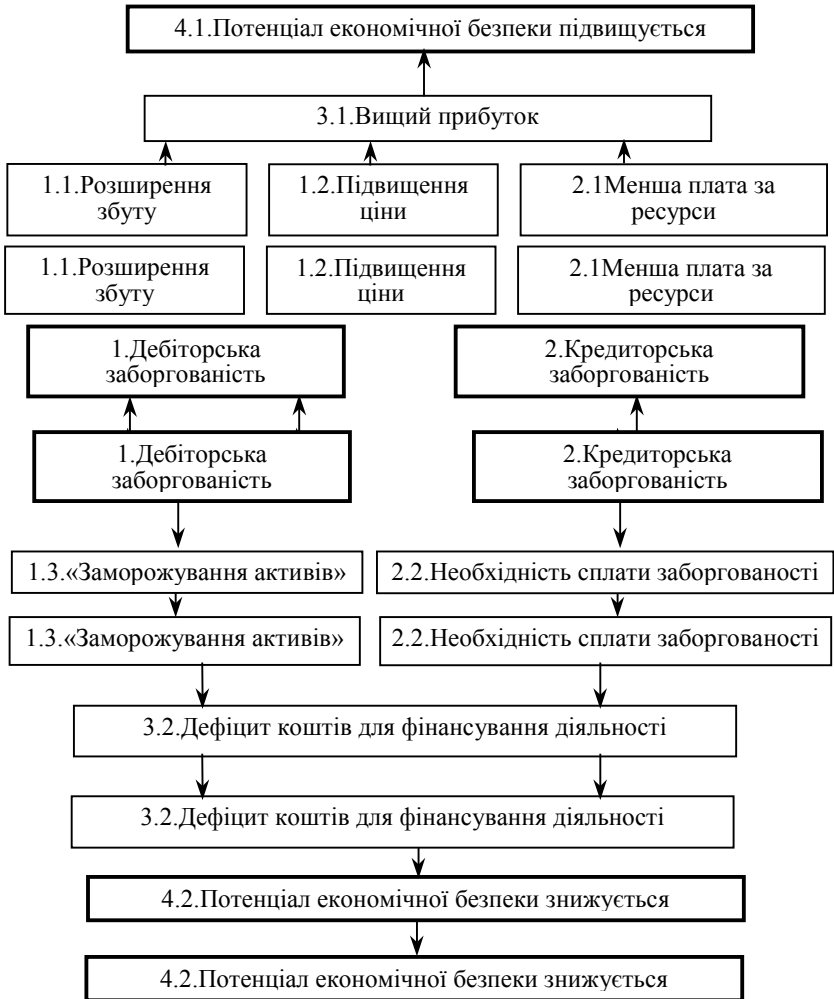 4.1.Потенціал економічної безпеки підвищується
3.1.Вищий прибуток
1.1.Розширення
збуту
1.2.Підвищення
ціни
2.1Менша плата за
ресурси
1.1.Розширення
збуту
1.2.Підвищення
ціни
2.1Менша плата за
ресурси
1.Дебіторська
заборгованість
2.Кредиторська
заборгованість
1.Дебіторська
заборгованість
2.Кредиторська
заборгованість
1.3.«Заморожування активів»
2.2.Необхідність сплати заборгованості
1.3.«Заморожування активів»
2.2.Необхідність сплати заборгованості
3.2.Дефіцит коштів для фінансування діяльності
3.2.Дефіцит коштів для фінансування діяльності
4.2.Потенціал економічної безпеки знижується
4.2.Потенціал економічної безпеки знижується